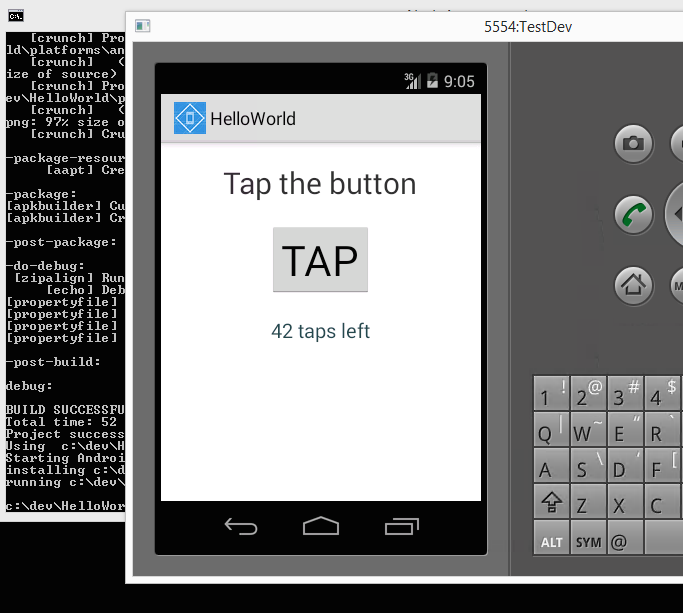 [crunch] Pro
ld\platforms\an
[crunch] (
ize of source)
[crunch] Pro
ev\HelloWorld\p
[crunch] (
png: 97% size o
[crunch] Cru
-package-resour
[aapt] Cre
-package:
[apkbuilder] Cu
[apkbuilder] Cr
-post-package:
-do-debug:
[zipalign] Run
[echo] Deb
[propertyfile]
[propertyfile]
[propertyfile]
[propertyfile]
-post-build:
debug:
BUILD SUCCESSFU
Total time: 52
Project success
Using c:\dev\H
Starting Androi
installing c:\d
running c:\dev\
c:\dev\HelloWor
5554:TestDev
3G 9:05
HelloWorld
Tap the button
TAP
42 taps left
M
1 ! 2 @ 3 # 4 $
Q | W ~ E “ R `
A S \ D ‘ F [
Z X C
ALT SYM @